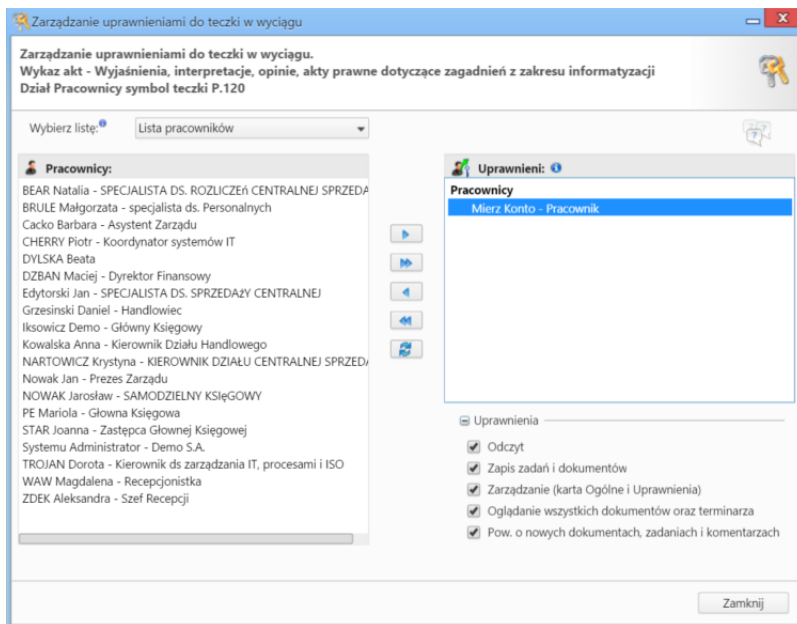 Zarządzanie uprawnieniami do teczki w wyciągu
Zarządzanie uprawnieniami do teczki w wyciągu.
Wykaz akt - Wyjaśnienia, interpretacje, opinie, akty prawne dotyczące zagadnień z zakresu informatyzacji
Dział Pracownicy symbol teczki P.120
Wybierz listę:
Lista pracowników
Pracownicy:
BEAR Natalia - SPECJALISTA DS. ROZLICZEń CENTRALNEJ SPRZEDA
BRULE Małgorzata - specjalista ds. Personalnych
Cacko Barbara - Asystent Zarządu
CHERRY Piotr - Koordynator systemów IT
DYLSKA Beata
DZBAN Maciej - Dyrektor Finansowy
Edytorski Jan - SPECJALISTA DS. SPRZEDAżY CENTRALNEJ
Grzesinski Daniel - Handlowiec
Iksowicz Demo - Główny Księgowy
Kowalska Anna - Kierownik Działu Handlowego
NARTOWICZ Krystyna - KIEROWNIK DZIAŁU CENTRALNEJ SPRZEDA
Nowak Jan - Prezes Zarządu
NOWAK Jarosław - SAMODZIELNY KSIęGOWY
PE Mariola - Głowna Księgowa
STAR Joanna - Zastępca Głownej Księgowej
Systemu Administrator - Demo S.A.
TROJAN Dorota - Kierownik ds zarządzania IT, procesami i ISO
WAW Magdalena - Recepcjonistka
ZDEK Aleksandra - Szef Recepcji
Uprawnieni:
Pracownicy
Mierz Konto - Pracownik
Uprawnienia
Odczyt
Zapis zadań i dokumentów
Zarządzanie (karta Ogólne i Uprawnienia)
Oglądanie wszystkich dokumentów oraz terminarza
Pow. o nowych dokumentach, zadaniach i komentarzach
Zamknij